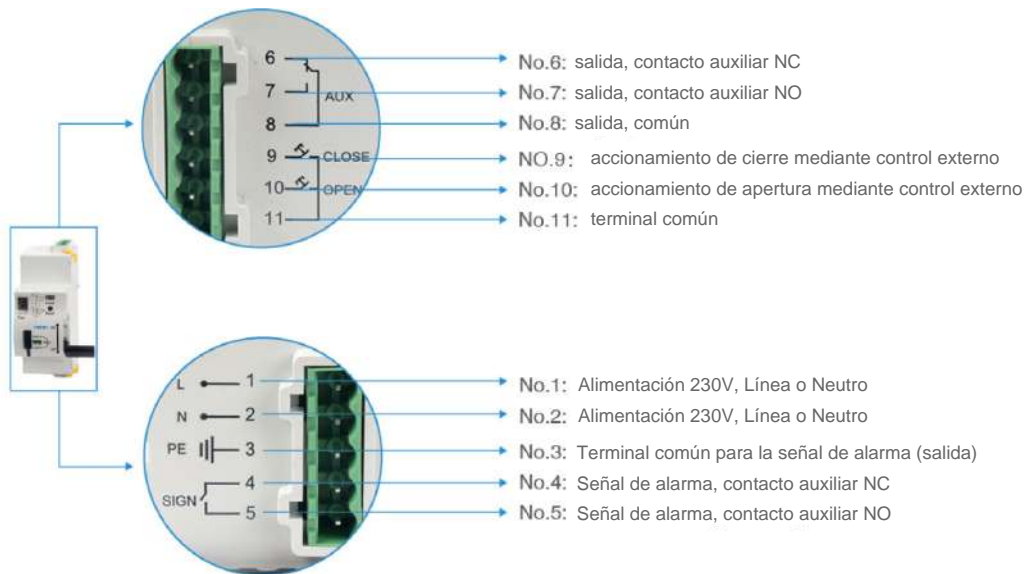 6
7
8
AUX
9
CLOSE
10
OPEN
11
No.6: salida, contacto auxiliar NC
No.7: salida, contacto auxiliar NO
No.8: salida, común
NO.9: accionamiento de cierre mediante control externo
No.10: accionamiento de apertura mediante control externo
No.11: terminal común
L 1
N 2
PE 3
4
SIGN
5
No.1: Alimentación 230V, Línea o Neutro
No.2: Alimentación 230V, Línea o Neutro
No.3: Terminal común para la señal de alarma (salida)
No.4: Señal de alarma, contacto auxiliar NC
No.5: Señal de alarma, contacto auxiliar NO